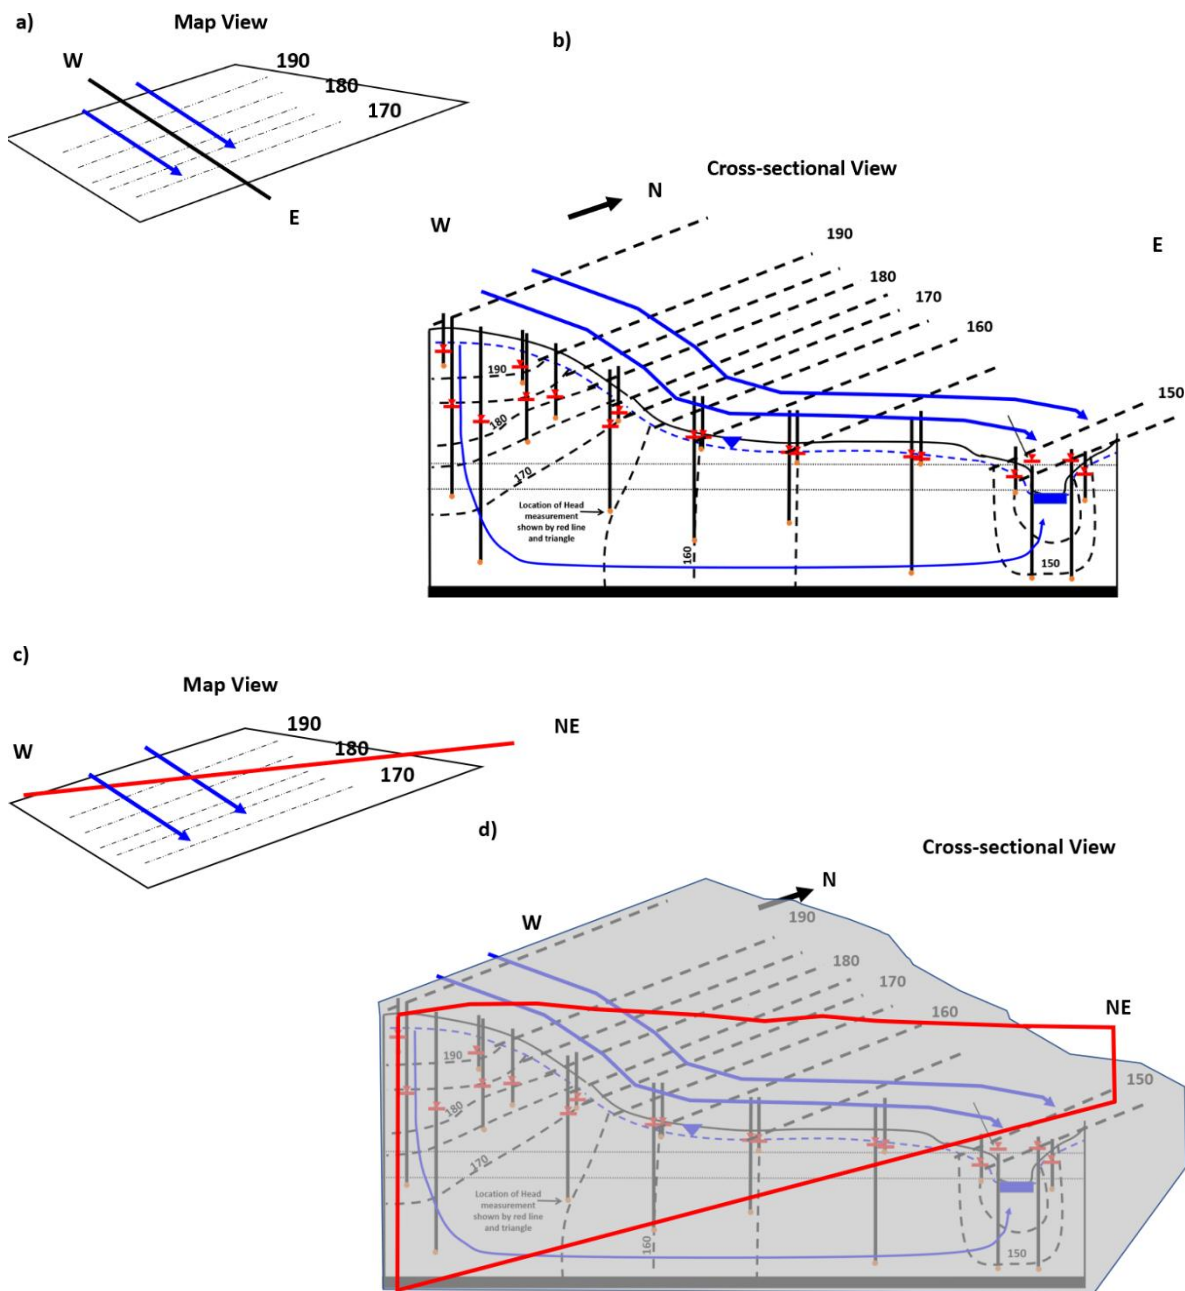 a)
Map View
W
190
180
170
E
b)
Cross-sectional View
N
W
E
190
180
170
160
150
190
180
170
Location of Head
measurement
shown by red line
and triangle
160
150
c)
Map View
W
NE
190
180
170
d)
Cross-sectional View
N
W
190
180
170
160
NE
150
190
180
170
Location of Head
measurement
shown by red line
and triangle
160
150